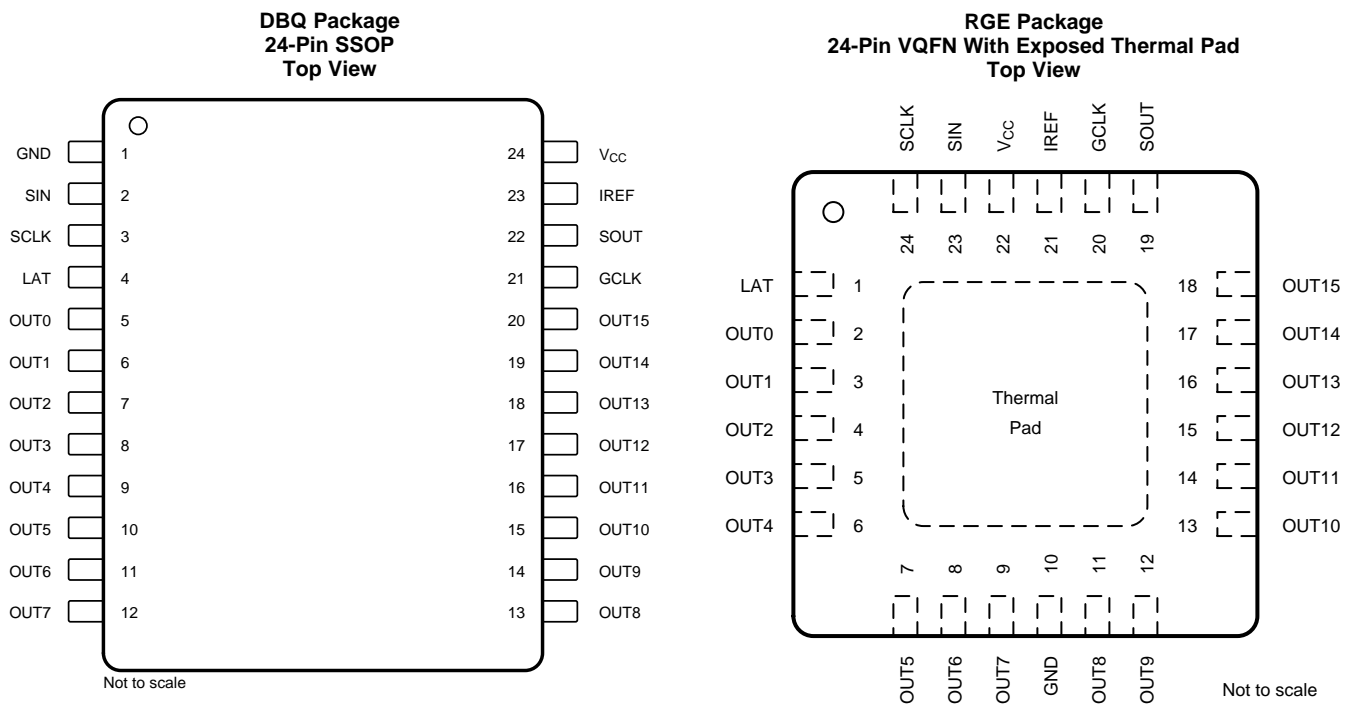 DBQ Package
24-Pin SSOP
Top View
GND 1 24 VCC
SIN 2 23 IREF
SCLK 3 22 SOUT
LAT 4 21 GCLK
OUT0 5 20 OUT15
OUT1 6 19 OUT14
OUT2 7 18 OUT13
OUT3 8 17 OUT12
OUT4 9 16 OUT11
OUT5 10 15 OUT10
OUT6 11 14 OUT9
OUT7 12 13 OUT8
Not to scale
RGE Package
24-Pin VQFN With Exposed Thermal Pad
Top View
SCLK SIN VCC IREF GCLK SOUT
24 23 22 21 20 19
LAT 1 18 OUT15
OUT0 2 17 OUT14
OUT1 3 16 OUT13
Thermal
OUT2 4 15 OUT12
Pad
OUT3 5 14 OUT11
OUT4 6 13 OUT10
7 8 9 10 11 12
OUT5 OUT6 OUT7 GND OUT8 OUT9
Not to scale